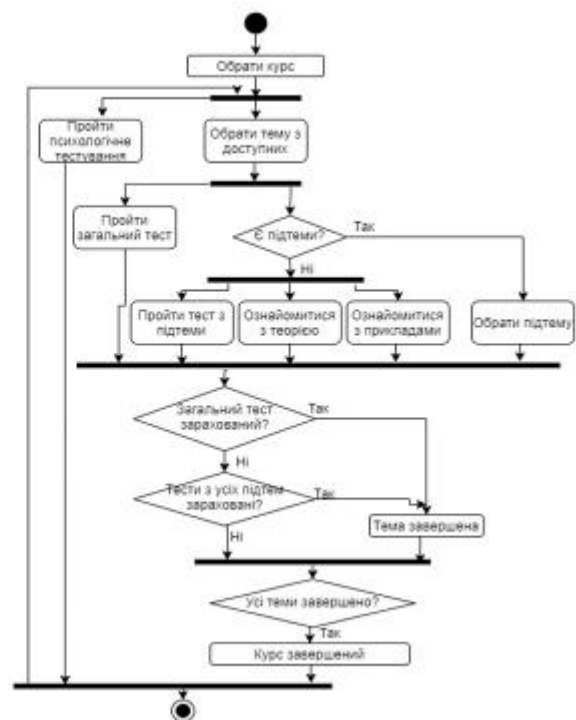 Обрати курс
Пройти
психологічне
тестування
Обрати тему з
доступних
Пройти
загальний тест
Є підтеми?
Так
Ні
Пройти тест з
підтеми
Ознайомитися
з теорією
Ознайомитися
з прикладами
Обрати підтему
Загальний тест
зарахований?
Так
Ні
Тести з усіх підтем
зараховані?
Так
Ні
Тема завершена
Усі теми завершено?
Так
Курс завершений